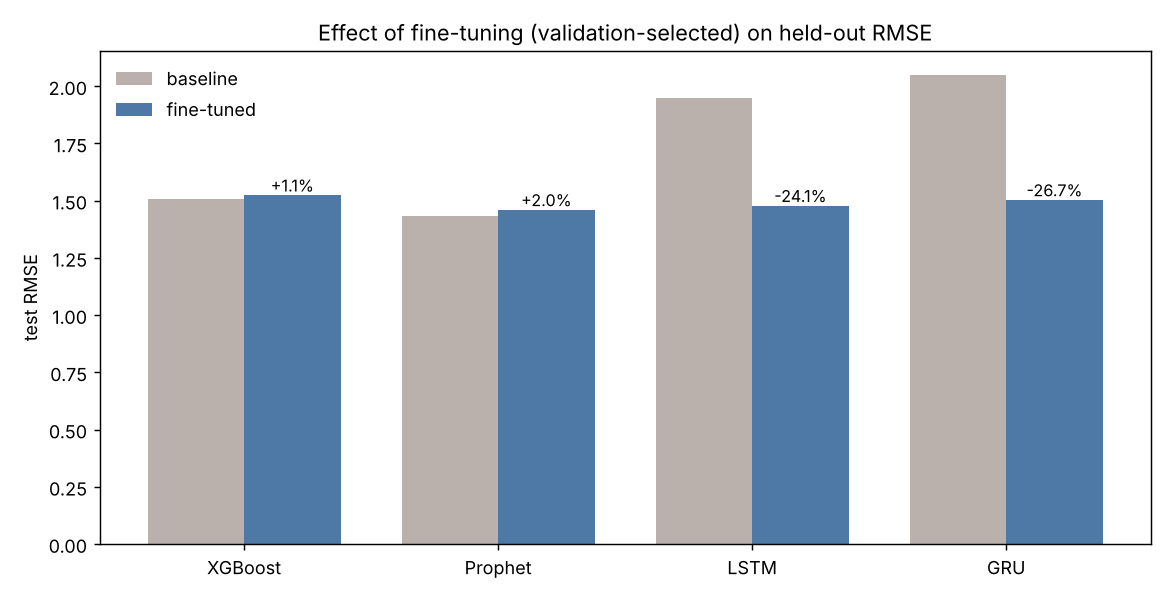 Effect of fine-tuning (validation-selected) on held-out RMSE
baseline
fine-tuned
test RMSE
2.00
1.75
1.50
1.25
1.00
0.75
0.50
0.25
0.00
+1.1%
+2.0%
-24.1%
-26.7%
XGBoost
Prophet
LSTM
GRU